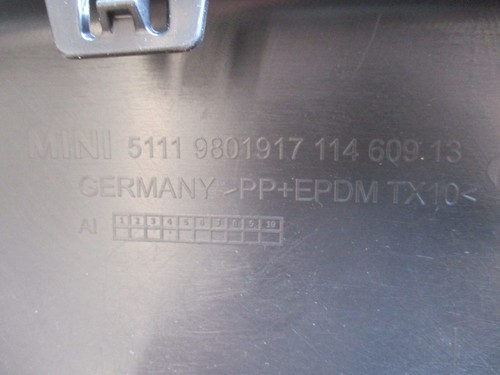 MINI 5111 9801917 114 609.13
GERMANY >PP+EPDM TX10<
AI 1 2 3 4 5 6 7 8 9 10